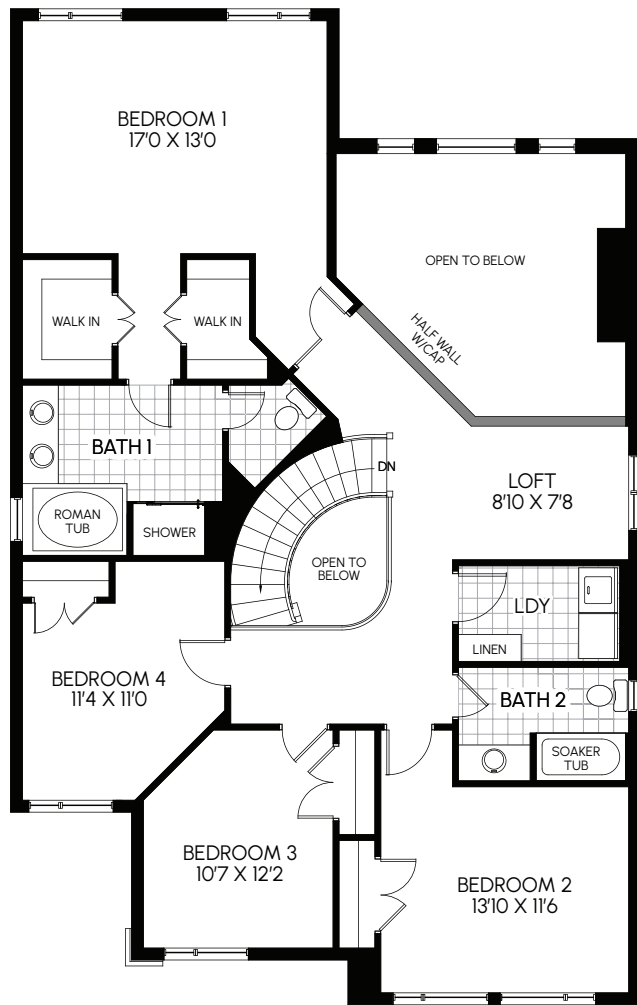 BEDROOM 1
17'0 X 13'0
OPEN TO BELOW
WALK IN
WALK IN
HALF WALL
W/CAP
BATH 1
DN
LOFT
8'10 X 7'8
ROMAN
TUB
SHOWER
OPEN TO
BELOW
LDY
LINEN
BEDROOM 4
11'4 X 11'0
BATH 2
SOAKER
TUB
BEDROOM 3
10'7 X 12'2
BEDROOM 2
13'10 X 11'6